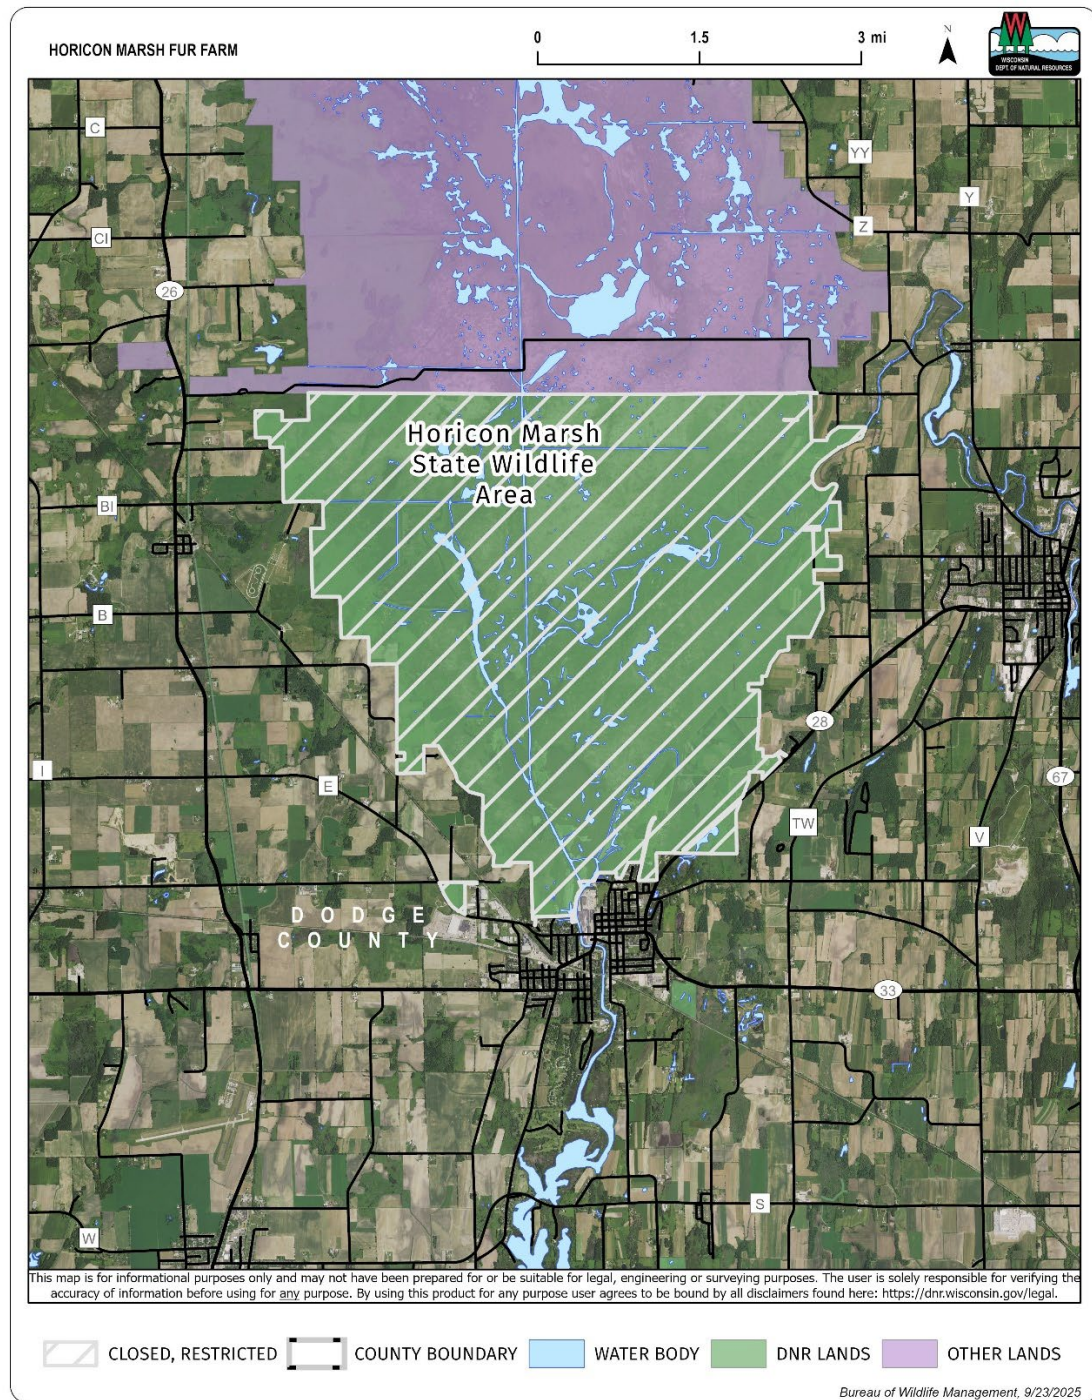 HORICON MARSH FUR FARM
0 1.5 3 mi
N
W
WISCONSIN
DEPT. OF NATURAL RESOURCES
C
YY
Y
Z
CI
26
Horicon Marsh
State Wildlife
Area
BI
B
28
I
E
67
TW
V
DODGE
COUNTY
33
S
W
This map is for informational purposes only and may not have been prepared for or be suitable for legal, engineering or surveying purposes. The user is solely responsible for verifying the
accuracy of information before using for any purpose. By using this product for any purpose user agrees to be bound by all disclaimers found here: https://dnr.wisconsin.gov/legal.
CLOSED, RESTRICTED COUNTY BOUNDARY WATER BODY DNR LANDS OTHER LANDS
Bureau of Wildlife Management, 9/23/2025